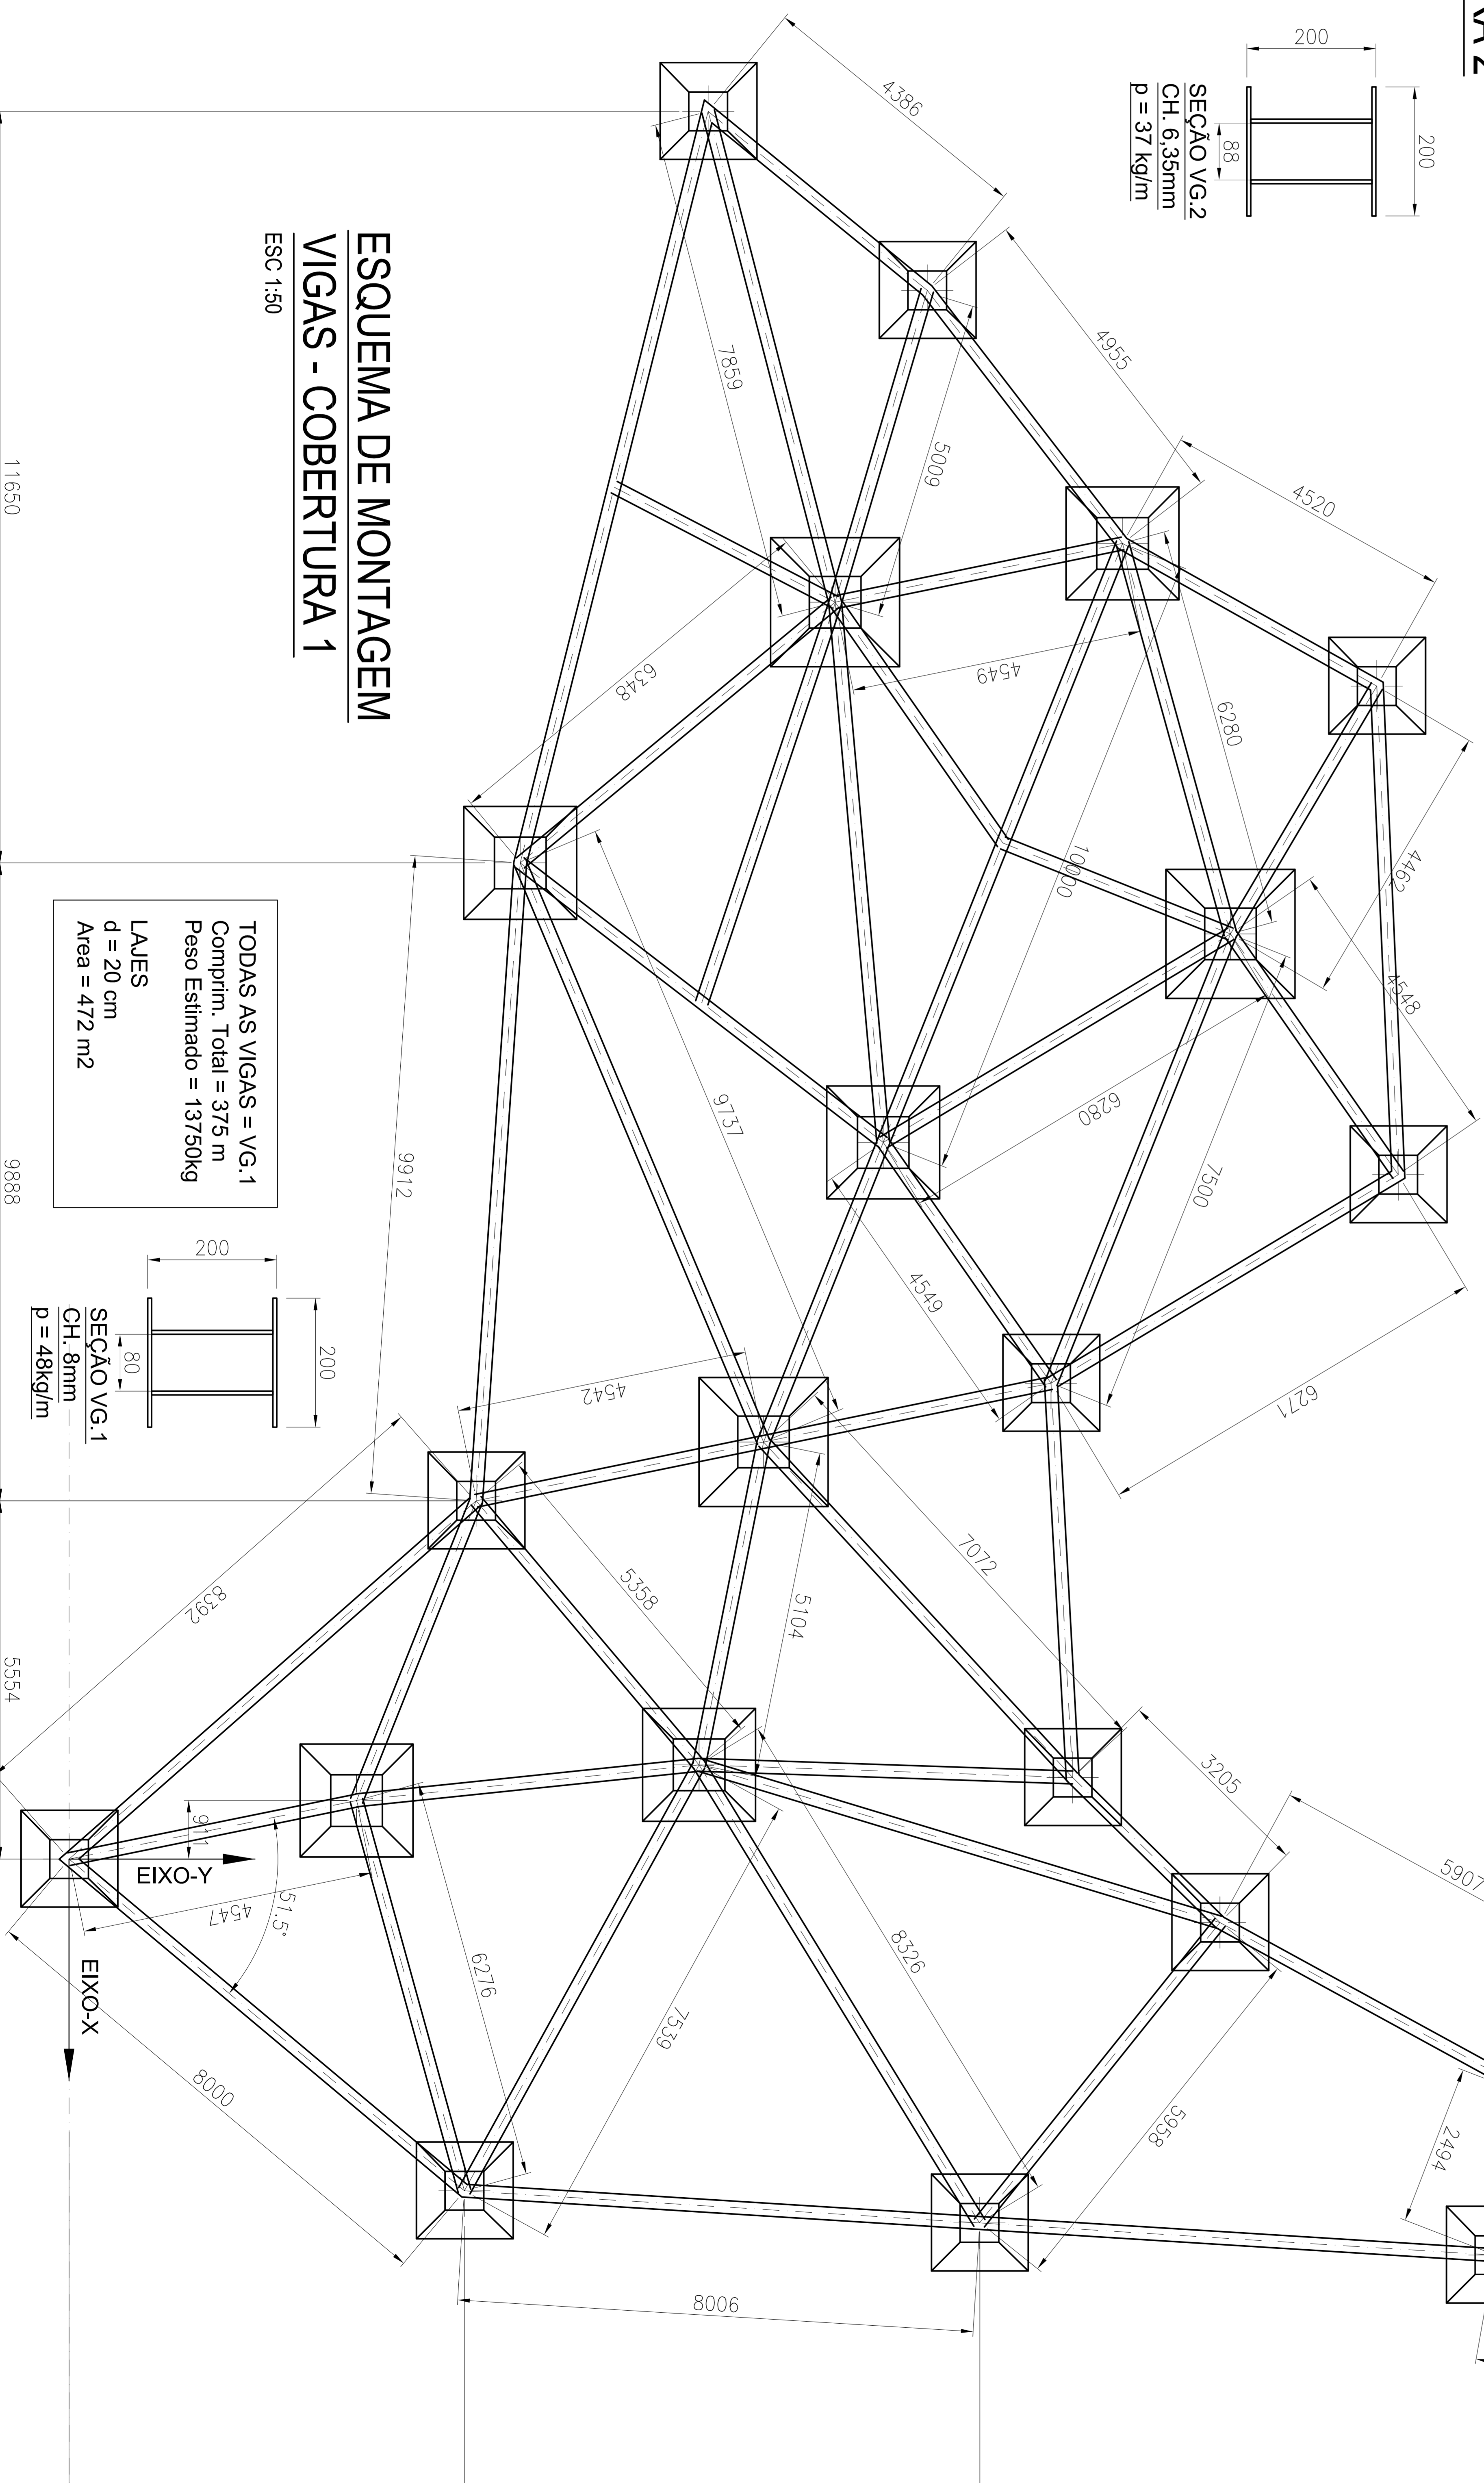 RA 2
200
200
88
SEÇÃO VG.2
CH. 6,35mm
p = 37 kg/m
4386
4955
4520
7859
5009
4549
6348
6280
4462
4548
10000
6280
7500
9737
9912
4549
6271
4542
7072
5358
5104
8392
3205
5907
911
4547
51.5°
6276
7539
8326
5958
2494
8000
8006
EIXO-Y
EIXO-X
11650
9888
5554
ESQUEMA DE MONTAGEM
VIGAS - COBERTURA 1
ESC 1:50
TODAS AS VIGAS = VG.1
Comprim. Total = 375 m
Peso Estimado = 13750kg
LAJES
d = 20 cm
Area = 472 m2
200
200
80
SEÇÃO VG.1
CH. 8mm
p = 48kg/m